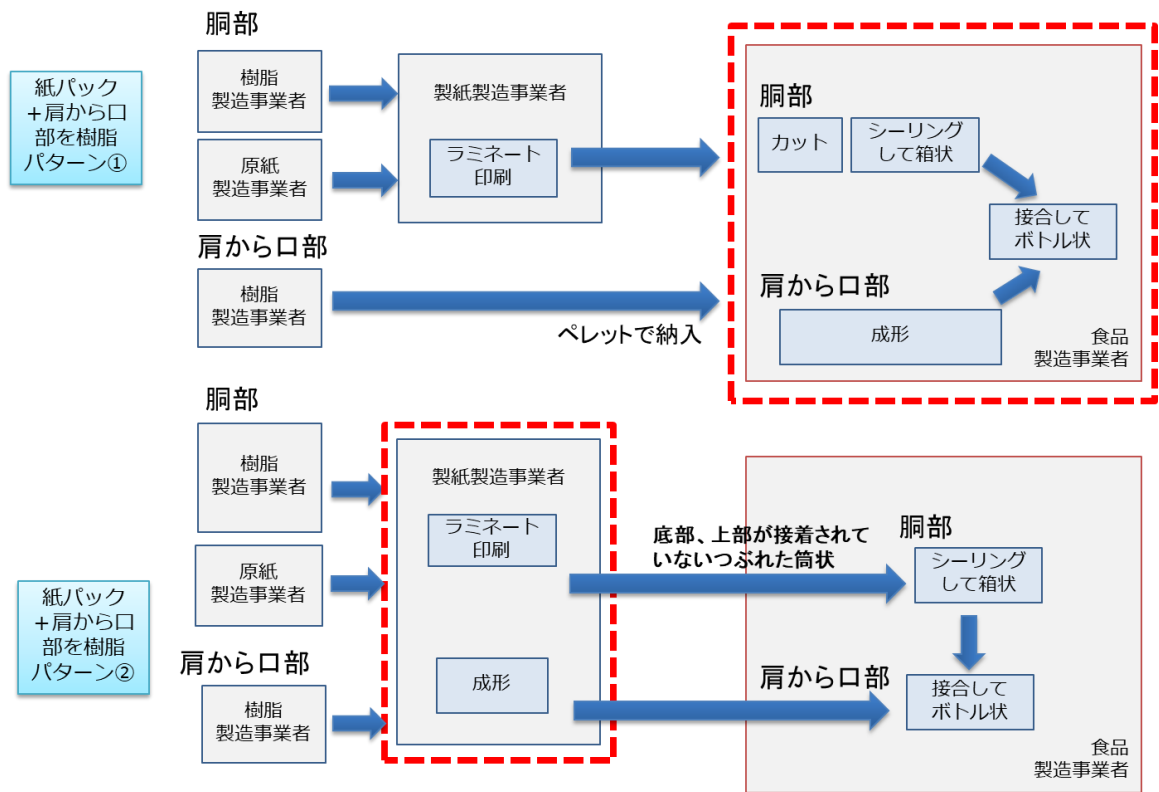 紙パック
＋肩から口
部を樹脂
パターン①
胴部
樹脂
製造事業者
原紙
製造事業者
肩から口部
樹脂
製造事業者
製紙製造事業者
ラミネート
印刷
ペレットで納入
胴部
カット
シーリング
して箱状
接合して
ボトル状
肩から口部
成形
食品
製造事業者
紙パック
＋肩から口
部を樹脂
パターン②
胴部
樹脂
製造事業者
原紙
製造事業者
肩から口部
樹脂
製造事業者
製紙製造事業者
ラミネート
印刷
成形
底部、上部が接着されて
いないつぶれた筒状
胴部
シーリング
して箱状
肩から口部
接合して
ボトル状
食品
製造事業者